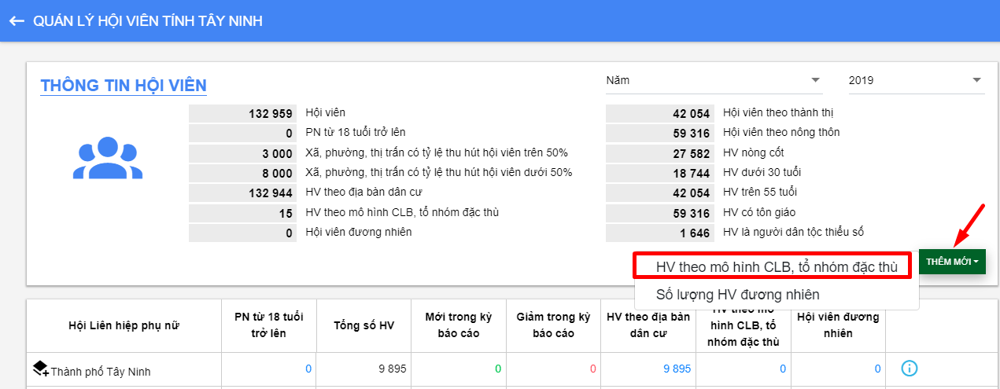 QUẢN LÝ HỘI VIÊN TỈNH TÂY NINH
THÔNG TIN HỘI VIÊN
Năm
2019
132 959 Hội viên
0 PN từ 18 tuổi trở lên
3 000 Xã, phường, thị trấn có tỷ lệ thu hút hội viên trên 50%
8 000 Xã, phường, thị trấn có tỷ lệ thu hút hội viên dưới 50%
132 944 HV theo địa bàn dân cư
15 HV theo mô hình CLB, tổ nhóm đặc thù
0 Hội viên đương nhiên
42 054 Hội viên theo thành thị
59 316 Hội viên theo nông thôn
27 582 HV nòng cốt
18 744 HV dưới 30 tuổi
42 054 HV trên 55 tuổi
59 316 HV có tôn giáo
1 646 HV là người dân tộc thiểu số
THÊM MỚI
HV theo mô hình CLB, tổ nhóm đặc thù
Số lượng HV đương nhiên
Hội Liên hiệp phụ nữ
PN từ 18 tuổi
trở lên
Tổng số HV
Mới trong kỳ
báo cáo
Giảm trong kỳ
báo cáo
HV theo địa bàn
dân cư
HV theo mô
hình CLB, tổ
nhóm đặc thù
Hội viên đương
nhiên
Thành phố Tây Ninh 0 9 895 0 0 9 895 0 0